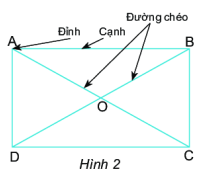 Đường chéo
Đỉnh Cạnh
A B
O
D C
Hình 2